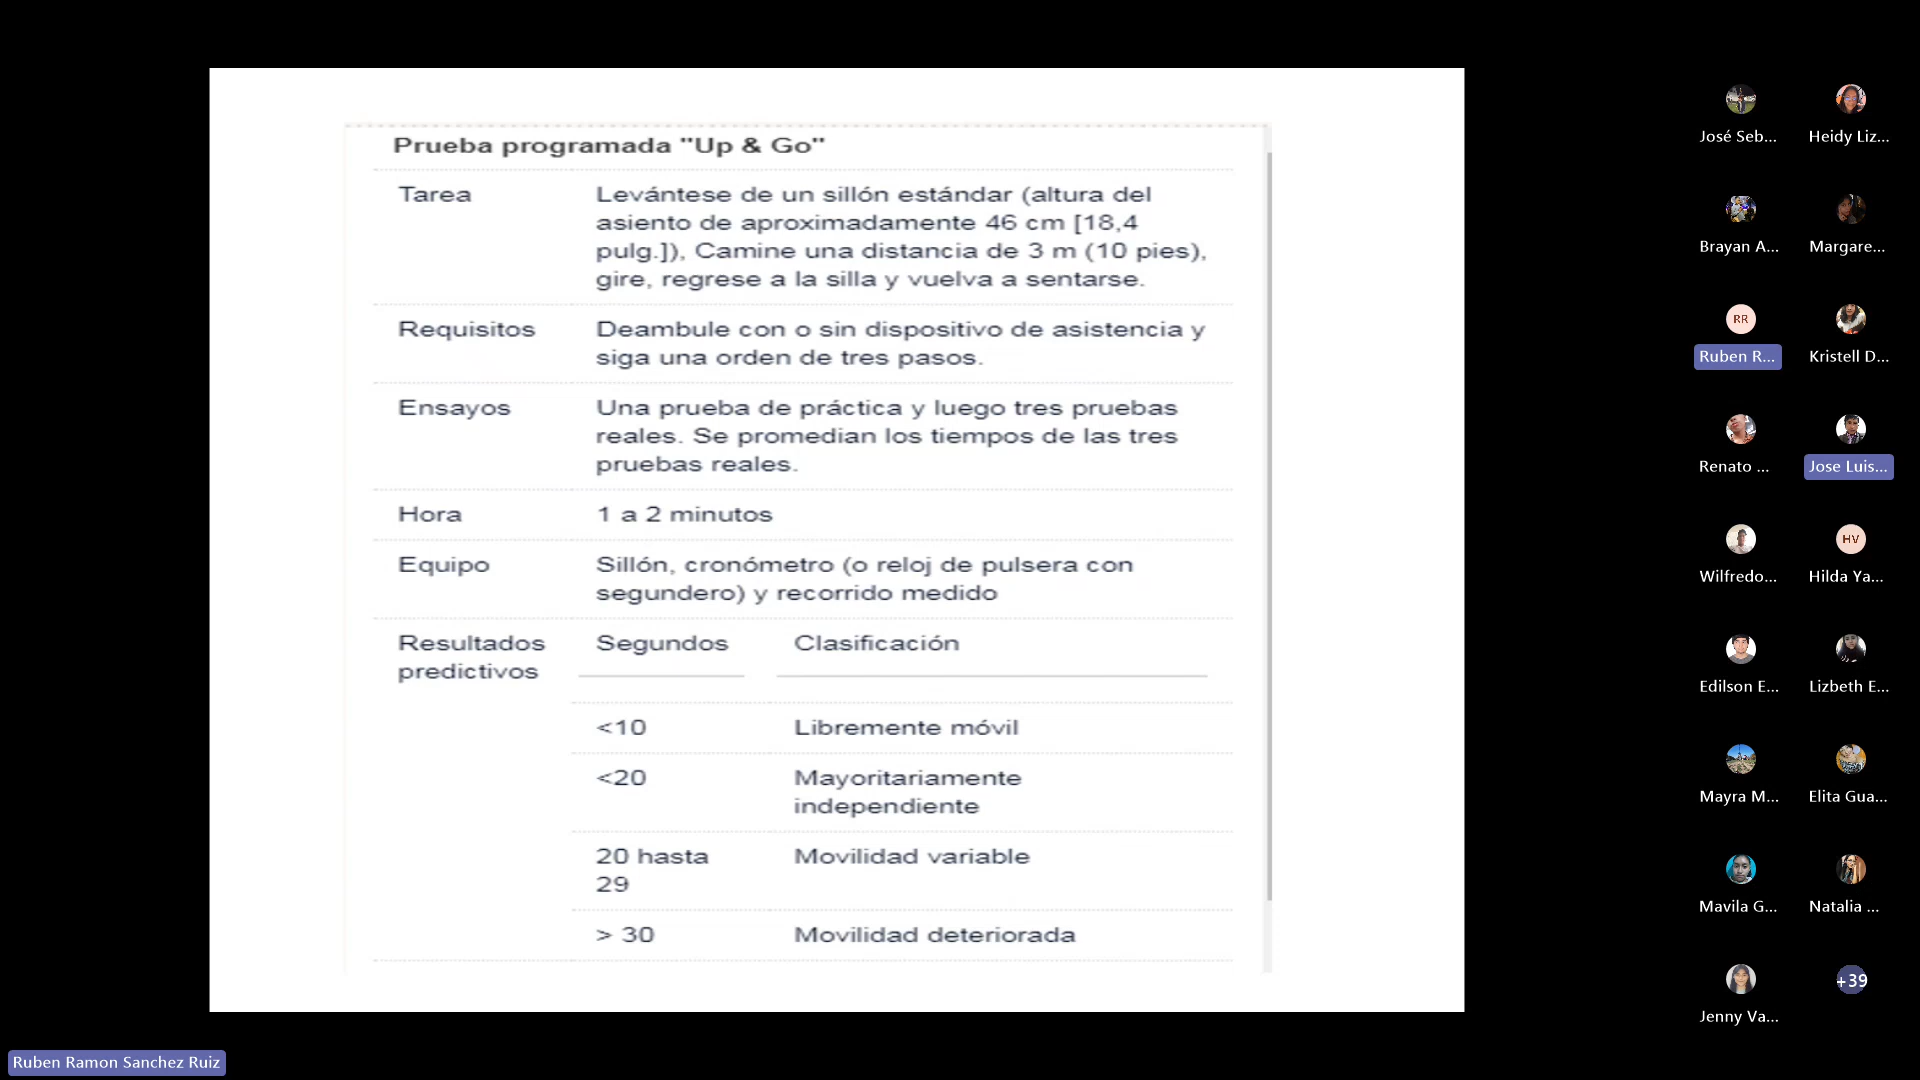 Prueba programada "Up & Go"
Tarea
Levántese de un sillón estándar (altura del
asiento de aproximadamente 46 cm [18,4
pulg.]), Camine una distancia de 3 m (10 pies),
gire, regrese a la silla y vuelva a sentarse.
Requisitos
Deambule con o sin dispositivo de asistencia y
siga una orden de tres pasos.
Ensayos
Una prueba de práctica y luego tres pruebas
reales. Se promedian los tiempos de las tres
pruebas reales.
Hora
1 a 2 minutos
Equipo
Sillón, cronómetro (o reloj de pulsera con
segundero) y recorrido medido
Resultados
predictivos
Segundos
Clasificación
<10
Libremente móvil
<20
Mayoritariamente
independiente
20 hasta
29
Movilidad variable
> 30
Movilidad deteriorada
José Seb...
Heidy Liz...
Brayan A...
Margare...
RR
Ruben R...
Kristell D...
Renato ...
Jose Luis...
Wilfredo...
HV
Hilda Ya...
Edilson E...
Lizbeth E...
Mayra M...
Elita Gua...
Mavila G...
Natalia ...
Jenny Va...
+39
Ruben Ramon Sanchez Ruiz